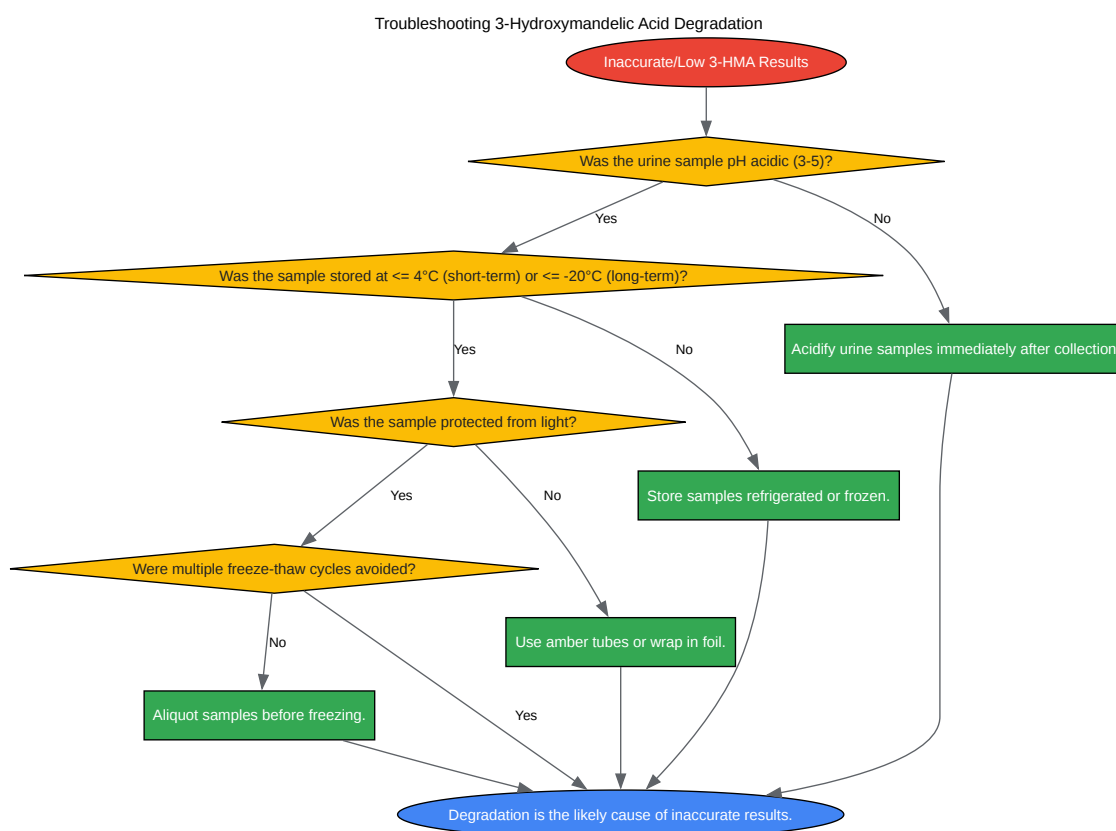 Troubleshooting 3-Hydroxymandelic Acid Degradation
Inaccurate/Low 3-HMA Results
Was the urine sample pH acidic (3-5)?
Yes
No
Was the sample stored at <= 4°C (short-term) or <= -20°C (long-term)?
Yes
No
Acidify urine samples immediately after collection
Was the sample protected from light?
Yes
No
Store samples refrigerated or frozen.
Were multiple freeze-thaw cycles avoided?
No
Use amber tubes or wrap in foil.
Aliquot samples before freezing.
Yes
Degradation is the likely cause of inaccurate results.